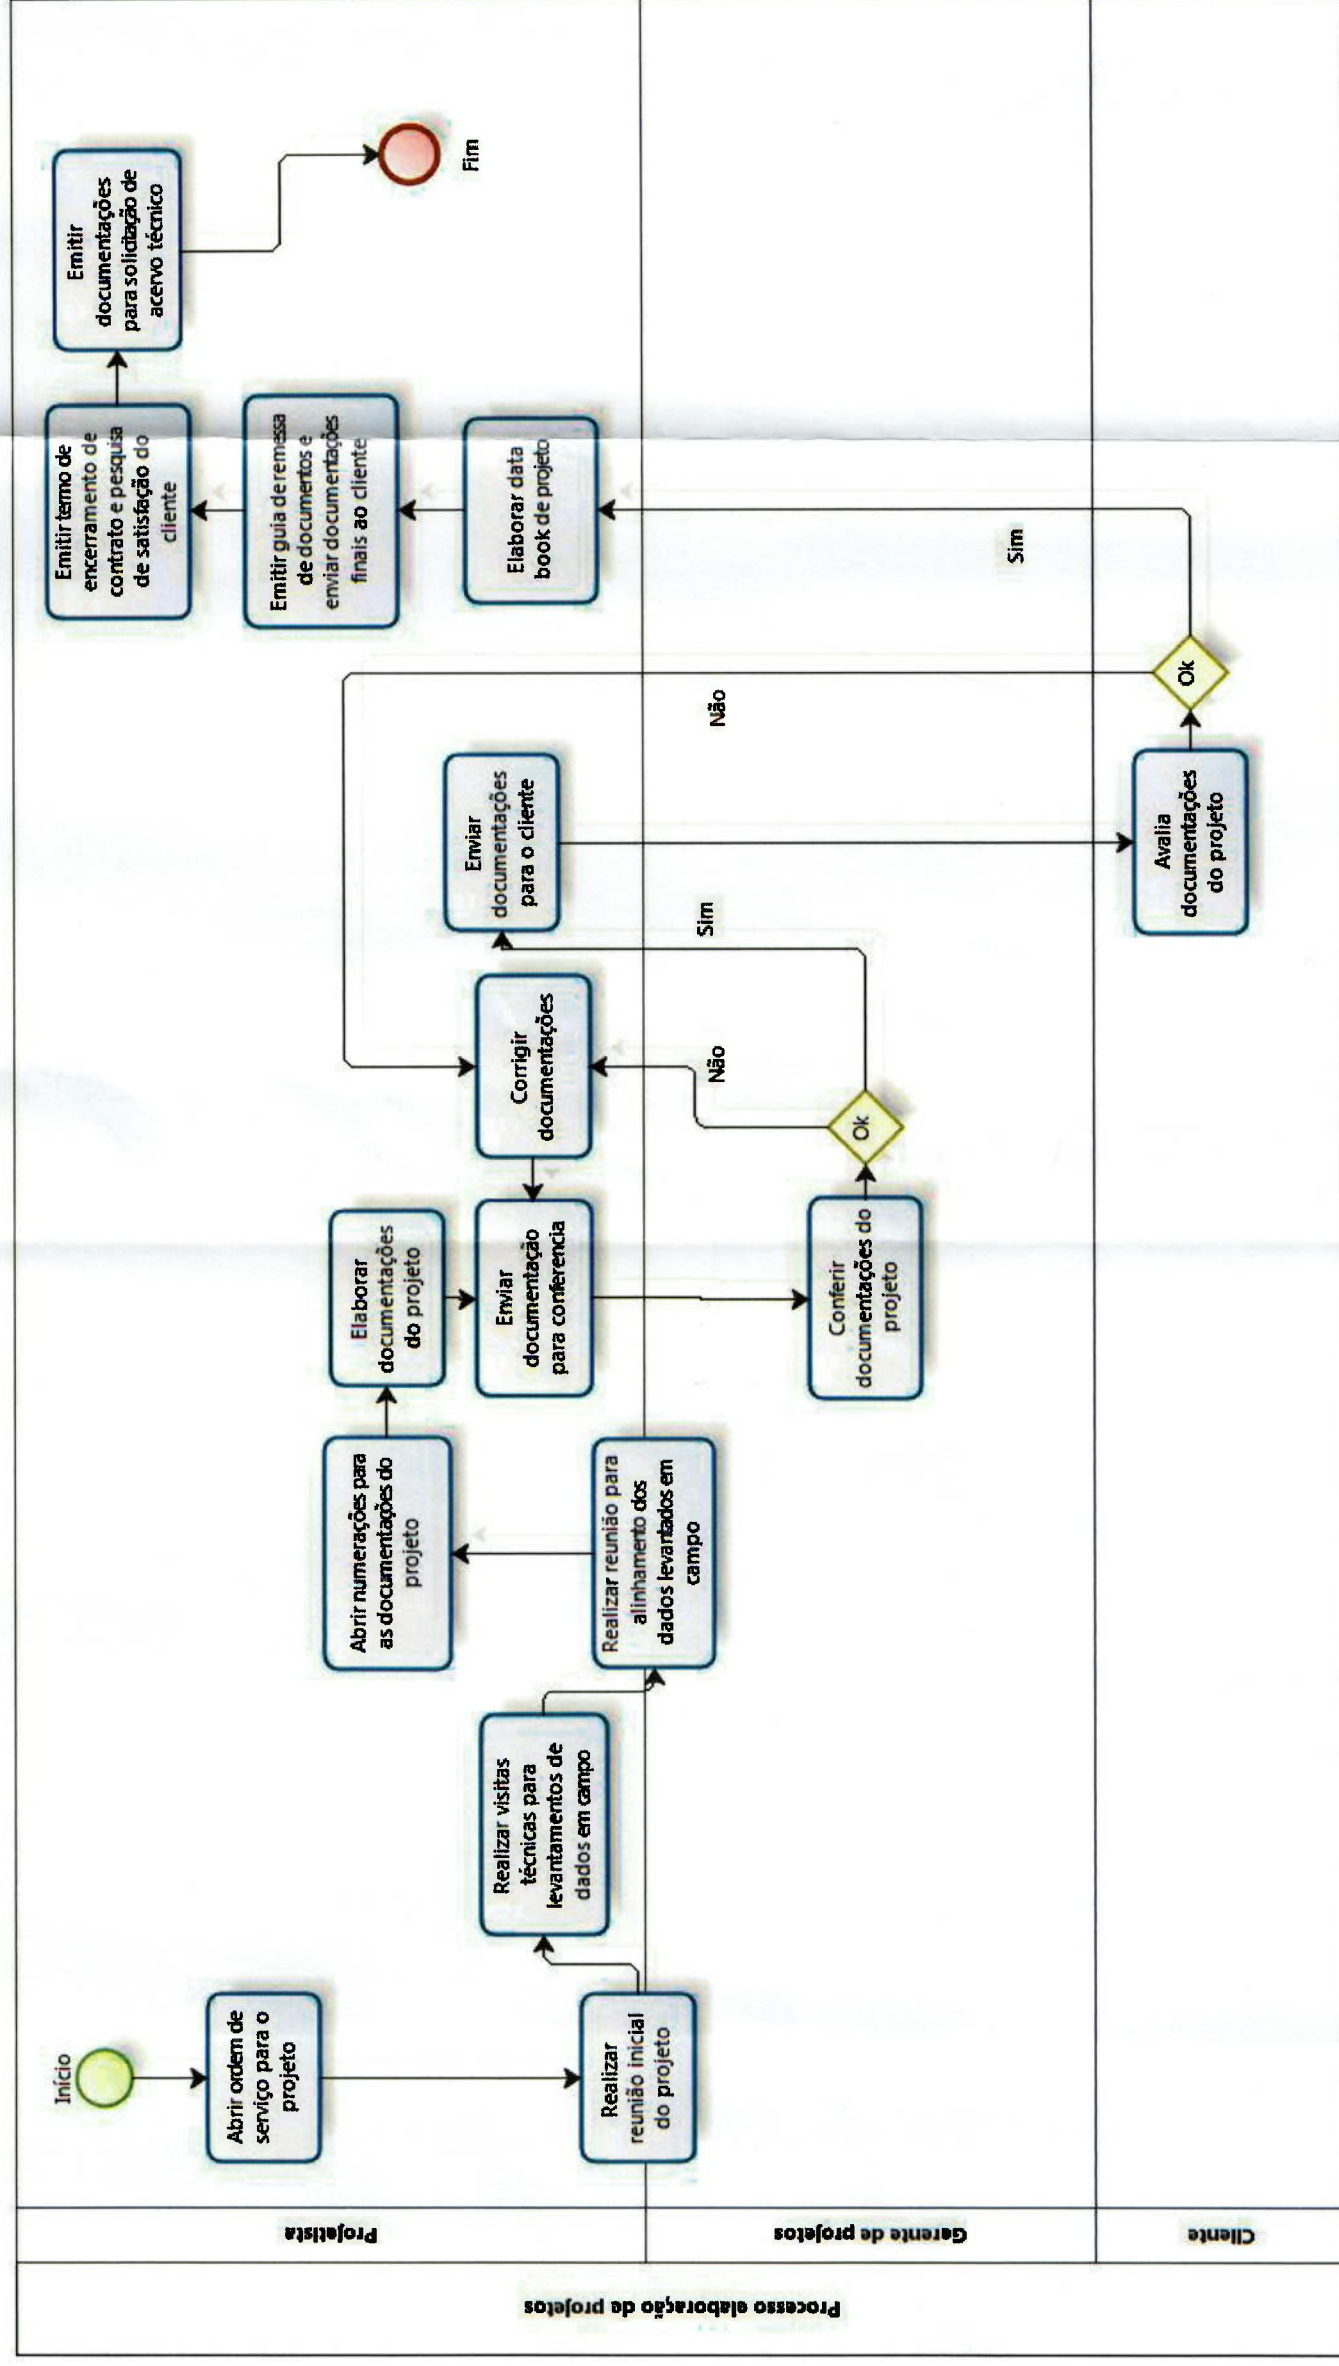 Processo elaboração de projetos
Projetista
Gerente de projetos
Cliente
Início
Abrir ordem de
serviço para o
projeto
Realizar
reunião inicial
do projeto
Realizar visitas
técnicas para
levantamentos de
dados em campo
Realizar reunião para
alinhamento dos
dados levantados em
campo
Abrir numerações para
as documentações do
projeto
Elaborar
documentações
do projeto
Enviar
documentação
para conferencia
Conferir
documentações do
projeto
Ok
Não
Sim
Corrigir
documentações
Enviar
documentações
para o cliente
Avalia
documentações
do projeto
Ok
Não
Sim
Elaborar data
book de projeto
Emitir guia de remessa
de documentos e
enviar documentações
finais ao cliente
Emitir termo de
encerramento de
contrato e pesquisa
de satisfação do
cliente
Emitir
documentações
para solicitação de
acervo técnico
Fim